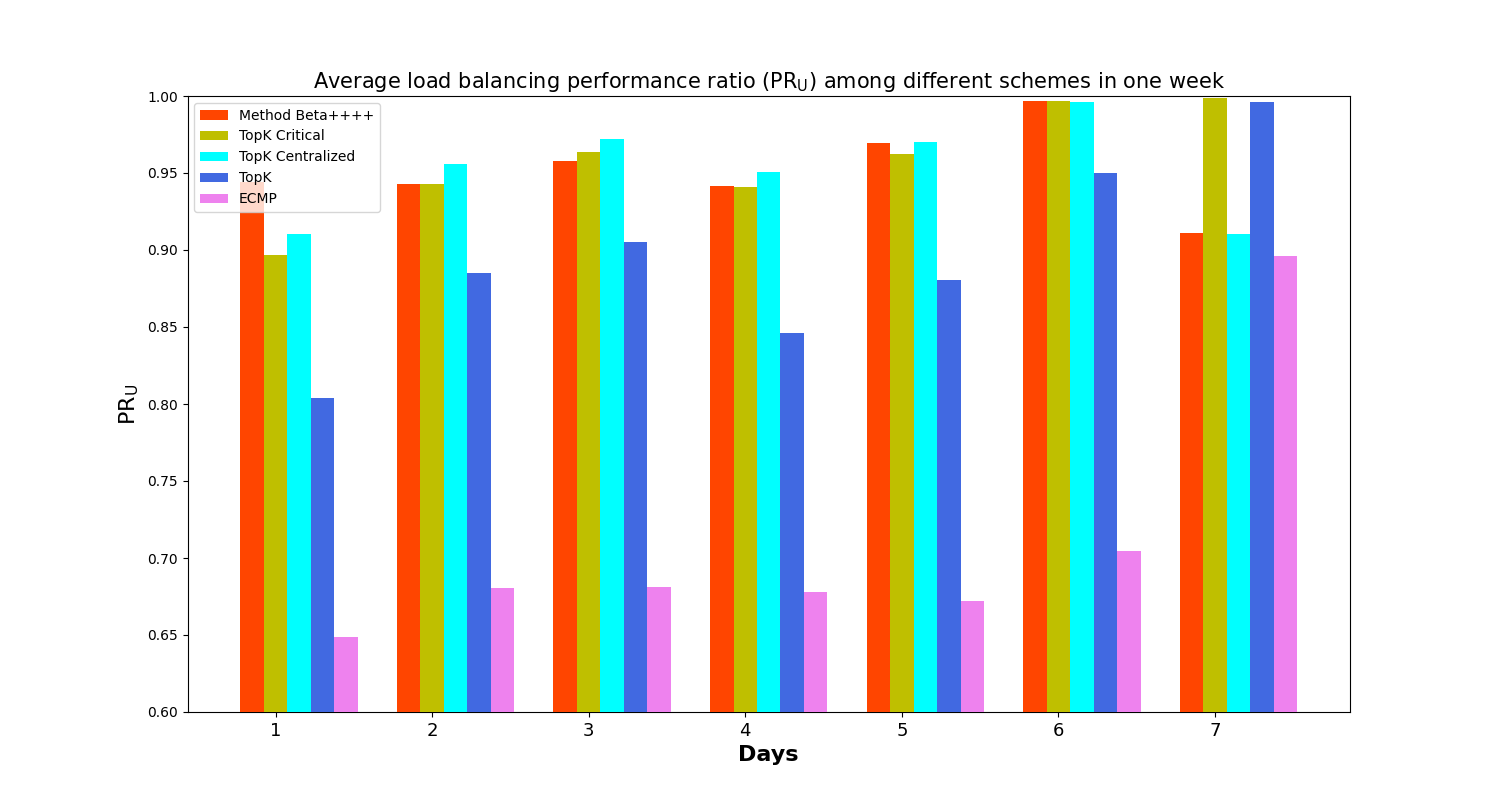 Average load balancing performance ratio (PR_U) among different schemes in one week
1.00
0.95
0.90
0.85
0.80
0.75
0.70
0.65
0.60
PR_U
Method Beta++++
TopK Critical
TopK Centralized
TopK
ECMP
1 2 3 4 5 6 7
Days